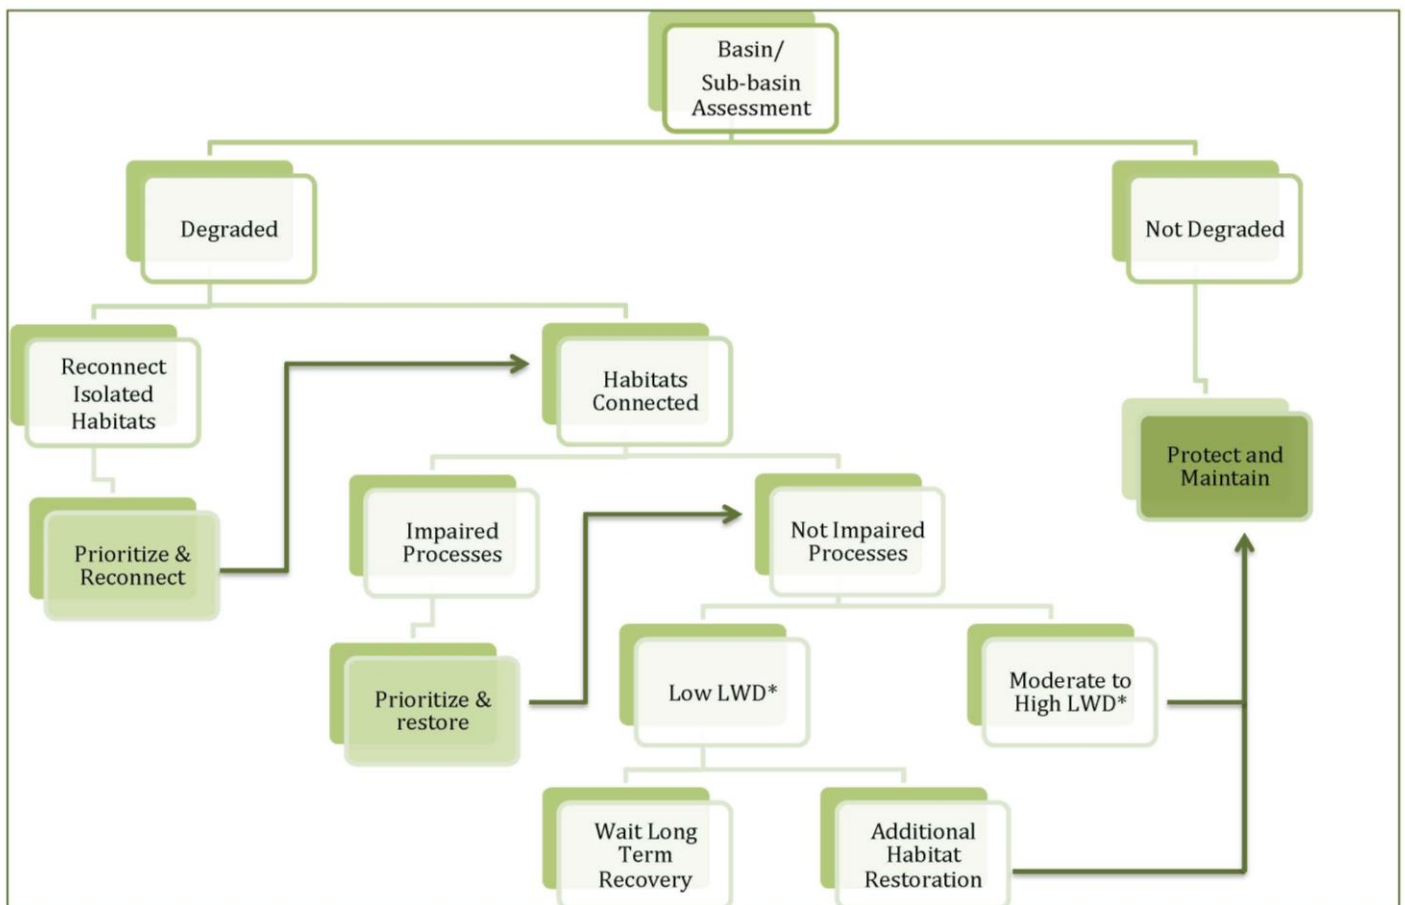 Basin/
Sub-basin
Assessment
Degraded
Not Degraded
Reconnect
Isolated
Habitats
Habitats
Connected
Protect and
Maintain
Prioritize &
Reconnect
Impaired
Processes
Not Impaired
Processes
Prioritize &
restore
Low LWD*
Moderate to
High LWD*
Wait Long
Term
Recovery
Additional
Habitat
Restoration